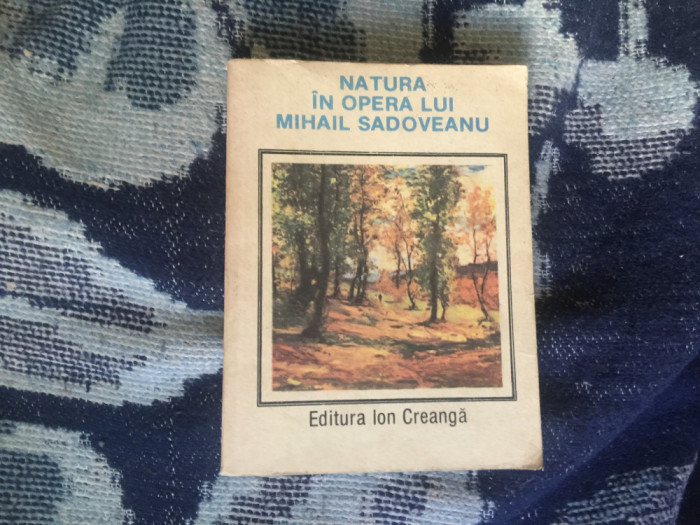 NATURA
ÎN OPERA LUI
MIHAIL SADOVEANU
Editura Ion Creangă